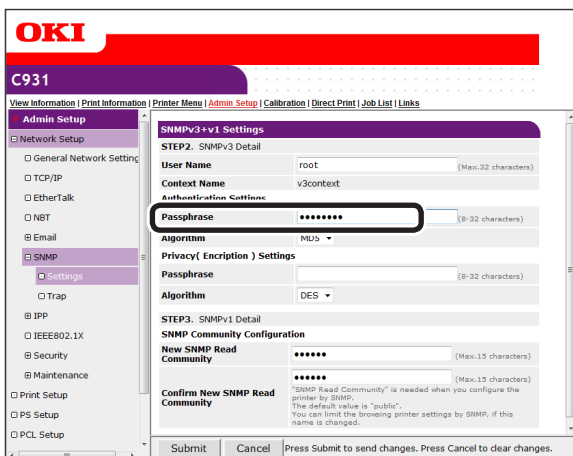 OKI
C931
View Information | Print Information | Printer Menu | Admin Setup | Calibration | Direct Print | Job List | Links
Admin Setup
Network Setup
General Network Setting
TCP/IP
EtherTalk
NBT
Email
SNMP
Settings
Trap
IPP
IEEE802.1X
Security
Maintenance
Print Setup
PS Setup
PCL Setup
SNMPv3+v1 Settings
STEP2. SNMPv3 Detail
User Name root (Max.32 characters)
Context Name v3context
Authentication Settings
Passphrase •••••••• (8-32 characters)
Algorithm MD5
Privacy( Encription ) Settings
Passphrase (8-32 characters)
Algorithm DES
STEP3. SNMPv1 Detail
SNMP Community Configuration
New SNMP Read Community •••••• (Max.15 characters)
Confirm New SNMP Read Community •••••• (Max.15 characters)
"SNMP Read Community" is needed when you configure the
printer by SNMP.
The default value is "public".
You can limit the browsing printer settings by SNMP, if this
name is changed.
Submit Cancel Press Submit to send changes. Press Cancel to clear changes.